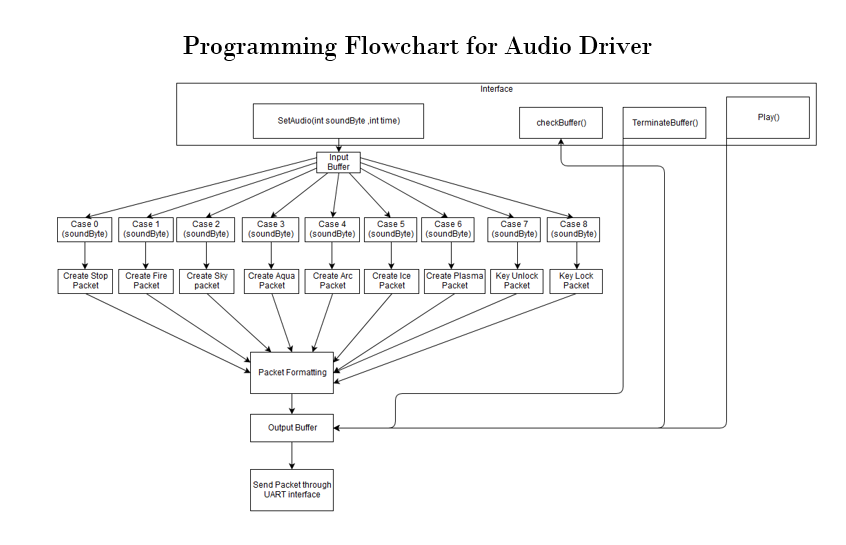 Programming Flowchart for Audio Driver
Interface
SetAudio(int soundByte ,int time)
checkBuffer()
TerminateBuffer()
Play()
Input
Buffer
Case 0
(soundByte)
Case 1
(soundByte)
Case 2
(soundByte)
Case 3
(soundByte)
Case 4
(soundByte)
Case 5
(soundByte)
Case 6
(soundByte)
Case 7
(soundByte)
Case 8
(soundByte)
Create Stop
Packet
Create Fire
Packet
Create Sky
packet
Create Aqua
Packet
Create Arc
Packet
Create Ice
Packet
Create Plasma
Packet
Key Unlock
Packet
Key Lock
Packet
Packet Formatting
Output Buffer
Send Packet through
UART interface